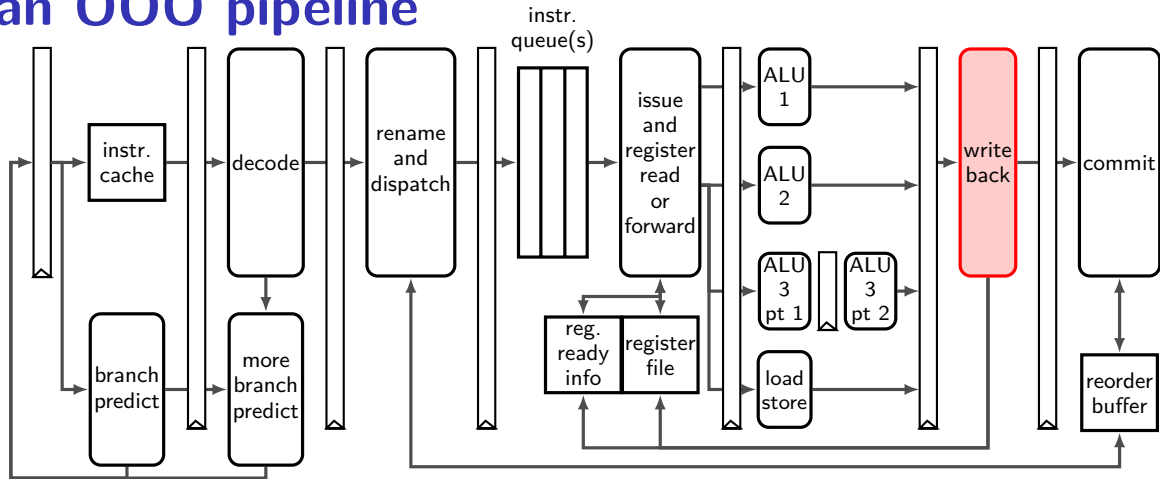 an OOO pipeline
instr.
queue(s)
instr.
cache
decode
rename
and
dispatch
issue
and
register
read
or
forward
ALU
1
ALU
2
ALU
3
pt 1
ALU
3
pt 2
load
store
write
back
commit
branch
predict
more
branch
predict
reg.
ready
info
register
file
reorder
buffer